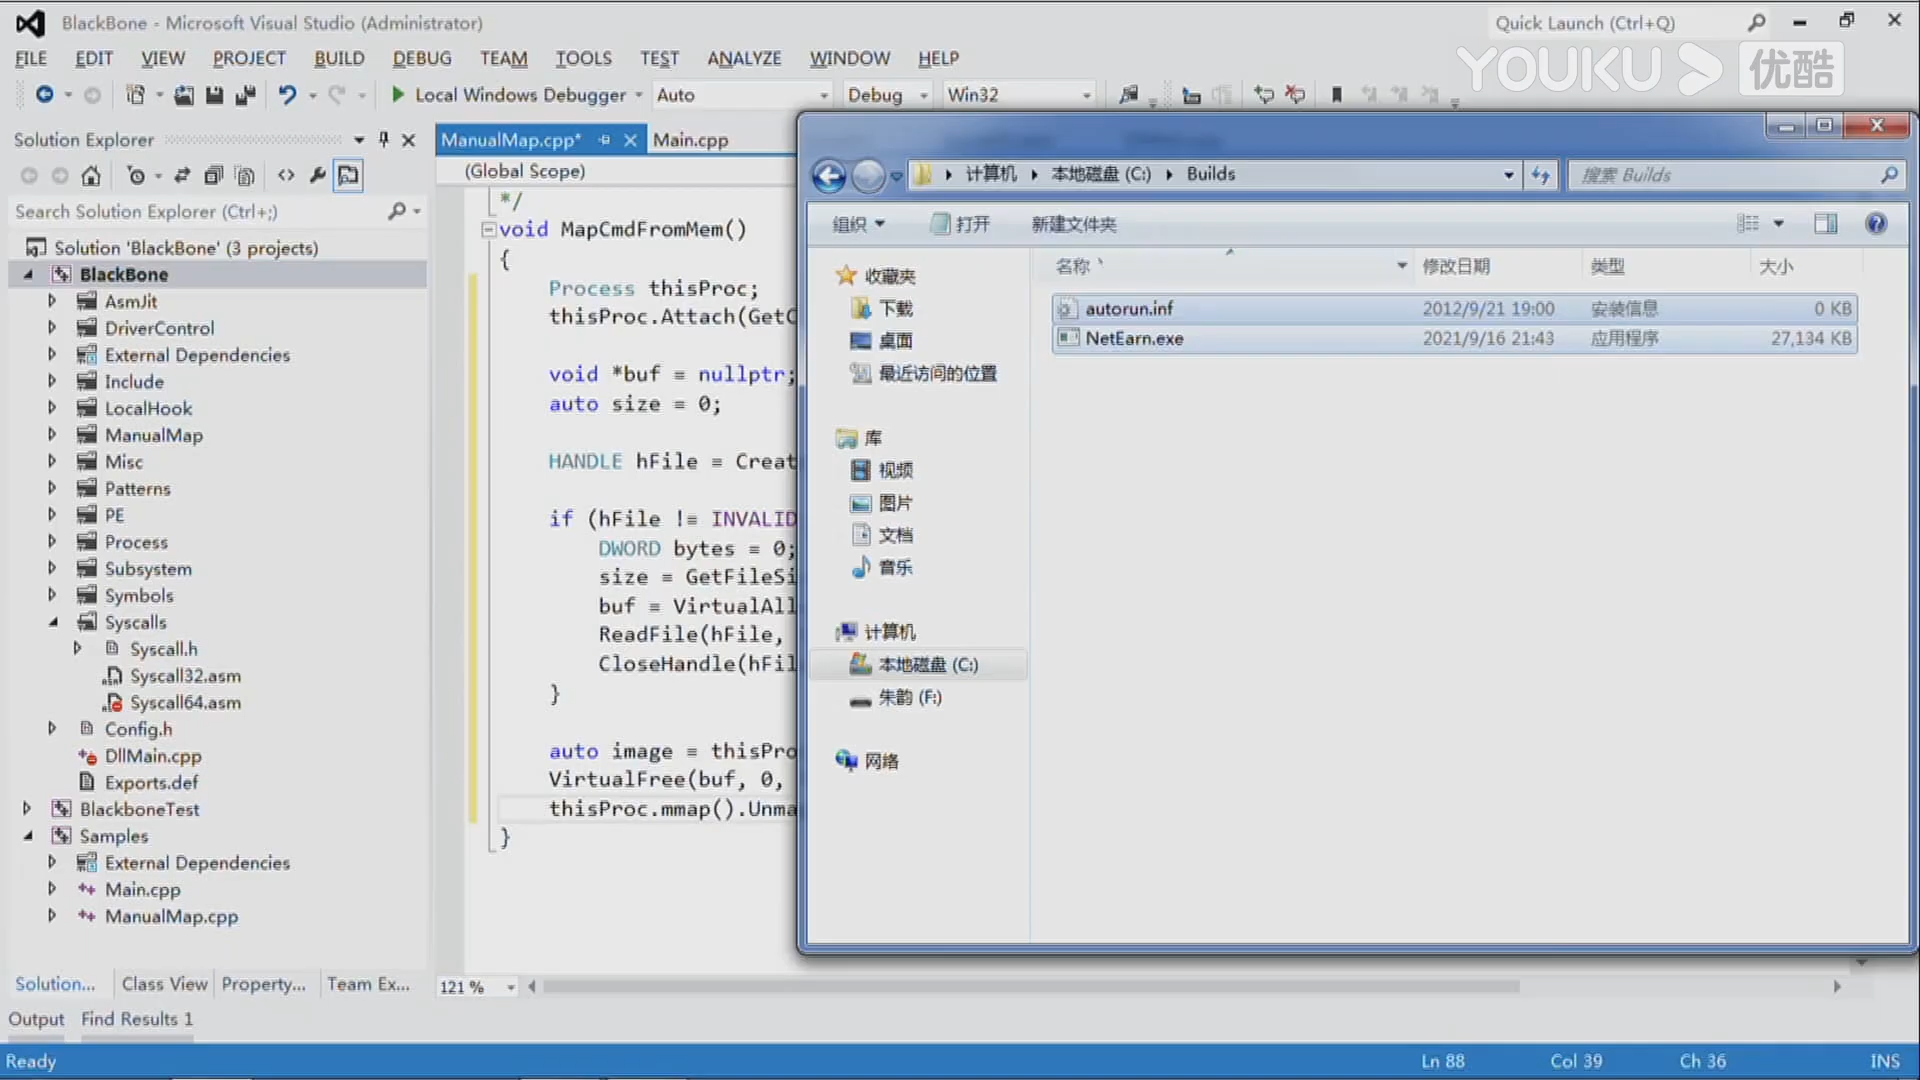 BlackBone - Microsoft Visual Studio (Administrator)
Quick Launch (Ctrl+Q)
FILE EDIT VIEW PROJECT BUILD DEBUG TEAM TOOLS TEST ANALYZE WINDOW HELP
YOUKU 优酷
Local Windows Debugger Auto Debug Win32
Solution Explorer
Search Solution Explorer (Ctrl+;)
Solution 'BlackBone' (3 projects)
BlackBone
AsmJit
DriverControl
External Dependencies
Include
LocalHook
ManualMap
Misc
Patterns
PE
Process
Subsystem
Symbols
Syscalls
Syscall.h
Syscall32.asm
Syscall64.asm
Config.h
DllMain.cpp
Exports.def
BlackboneTest
Samples
External Dependencies
Main.cpp
ManualMap.cpp
Solution... Class View Property... Team Ex...
ManualMap.cpp* Main.cpp
(Global Scope)
*/
void MapCmdFromMem()
{
Process thisProc;
thisProc.Attach(GetC
void *buf = nullptr;
auto size = 0;
HANDLE hFile = Creat
if (hFile != INVALID
DWORD bytes = 0;
size = GetFileSi
buf = VirtualAll
ReadFile(hFile,
CloseHandle(hFil
}
auto image = thisPro
VirtualFree(buf, 0,
thisProc.mmap().Unma
}
121 %
计算机 本地磁盘 (C:) Builds
搜索 Builds
组织 打开 新建文件夹
收藏夹
下载
桌面
最近访问的位置
库
视频
图片
文档
音乐
计算机
本地磁盘 (C:)
朱韵 (F:)
网络
名称 修改日期 类型 大小
autorun.inf 2012/9/21 19:00 安装信息 0 KB
NetEarn.exe 2021/9/16 21:43 应用程序 27,134 KB
Output Find Results 1
Ready Ln 88 Col 39 Ch 36 INS